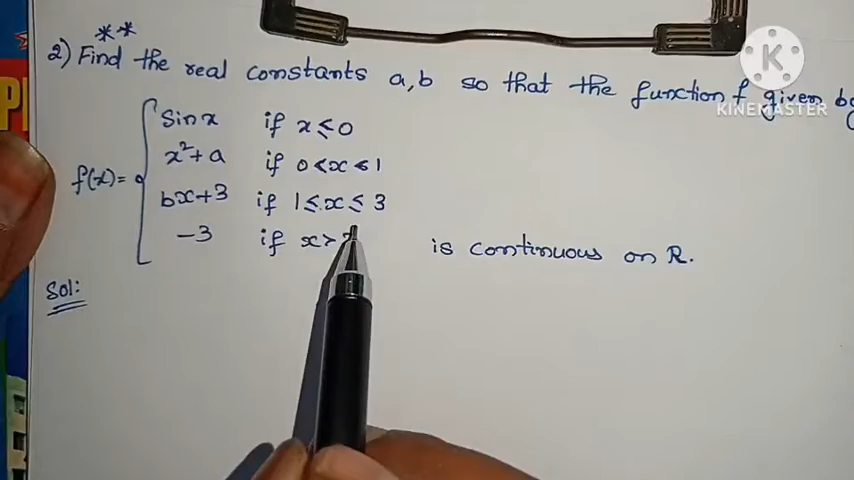 **
2) Find the real constants a,b so that the function f given
f(x)=
sin x if x ≤ 0
x²+a if 0 < x < 1
bx+3 if 1 ≤ x ≤ 3
-3 if x >
is continuous on R.
Sol:
K
KINEMASTER